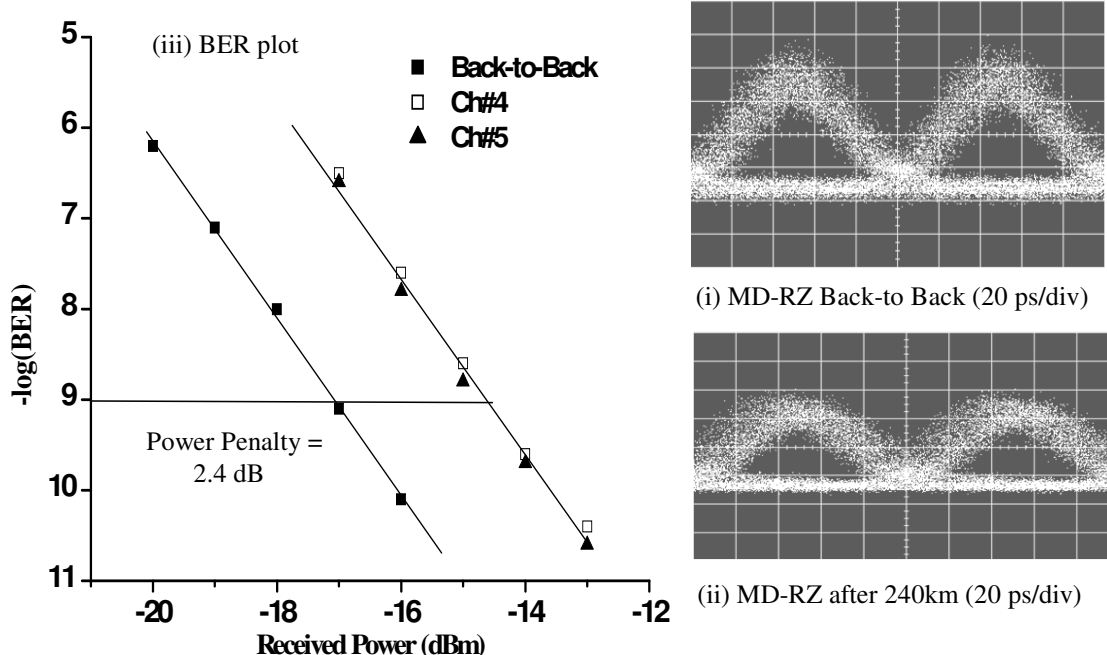 (iii) BER plot
Back-to-Back
Ch#4
Ch#5
5
6
7
8
9
10
11
-log(BER)
Power Penalty =
2.4 dB
-20
-18
-16
-14
-12
Received Power (dBm)
(i) MD-RZ Back-to Back (20 ps/div)
(ii) MD-RZ after 240km (20 ps/div)